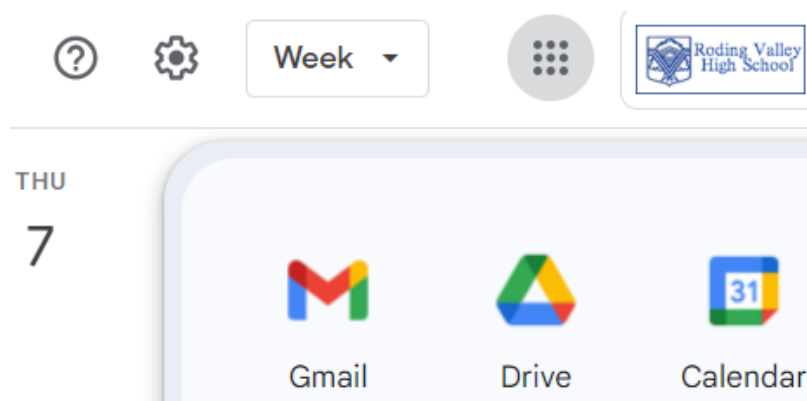 Week
Roding Valley
High School
THU
7
31
Gmail
Drive
Calendar